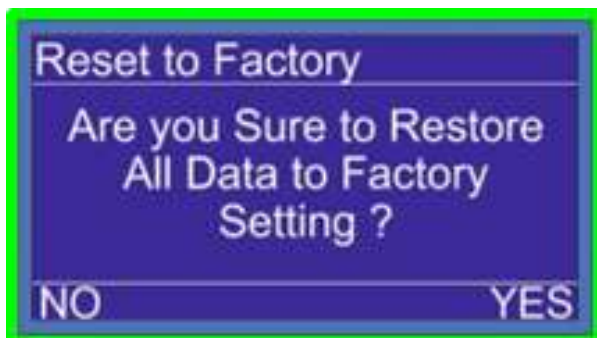 Reset to Factory
Are you Sure to Restore
All Data to Factory
Setting ?
NO YES